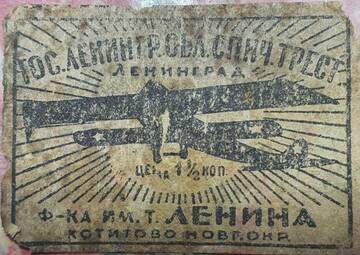 ГОС. ЛЕНИНГР. ОБЛ. СПИЧ. ТРЕСТ
ЛЕНИНГРАД
ЦЕНА 1½ КОП.
Ф-КА ИМ. Т. ЛЕНИНА
КОТИТОВО НОВГ. ОКР.